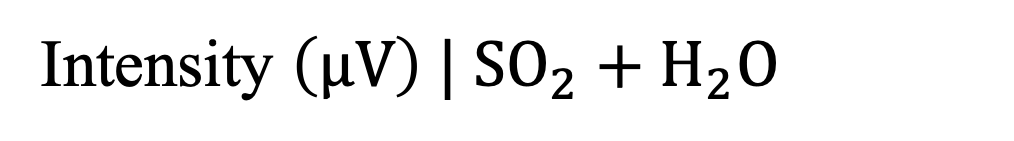 Intensity (μV) | SO₂ + H₂O